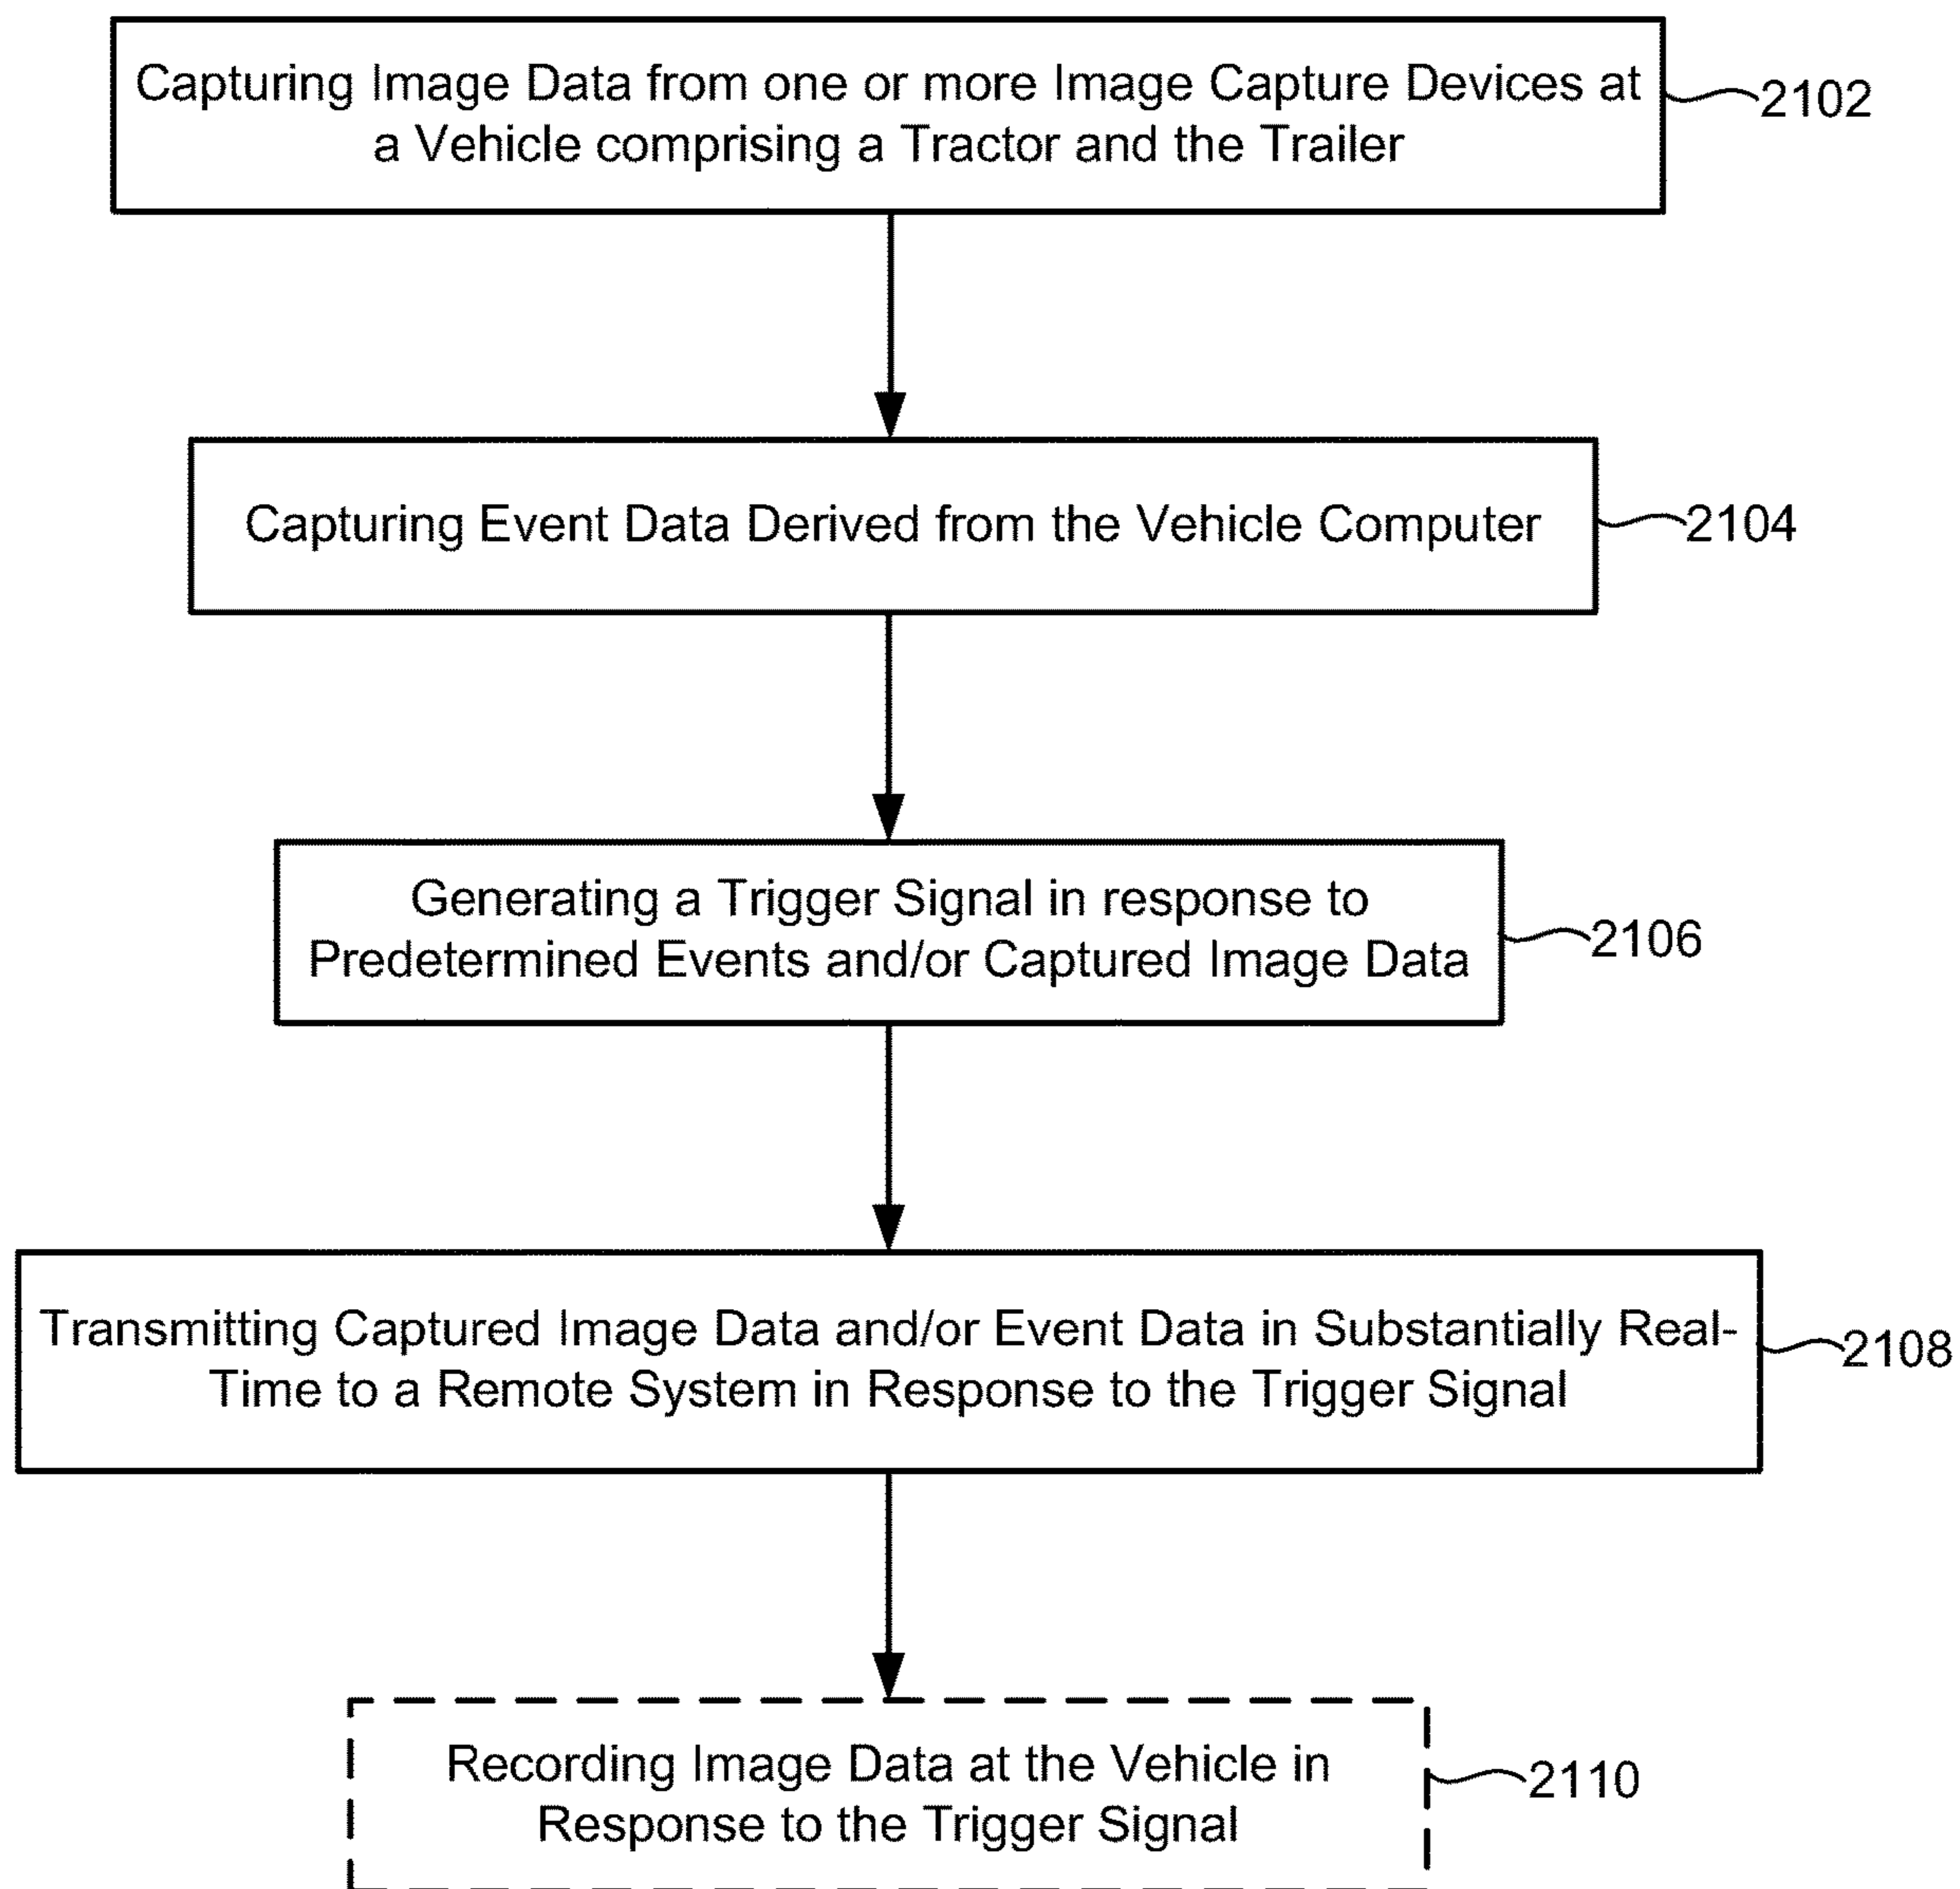 Capturing Image Data from one or more Image Capture Devices at
a Vehicle comprising a Tractor and the Trailer
2102
Capturing Event Data Derived from the Vehicle Computer
2104
Generating a Trigger Signal in response to
Predetermined Events and/or Captured Image Data
2106
Transmitting Captured Image Data and/or Event Data in Substantially Real-
Time to a Remote System in Response to the Trigger Signal
2108
Recording Image Data at the Vehicle in
Response to the Trigger Signal
2110